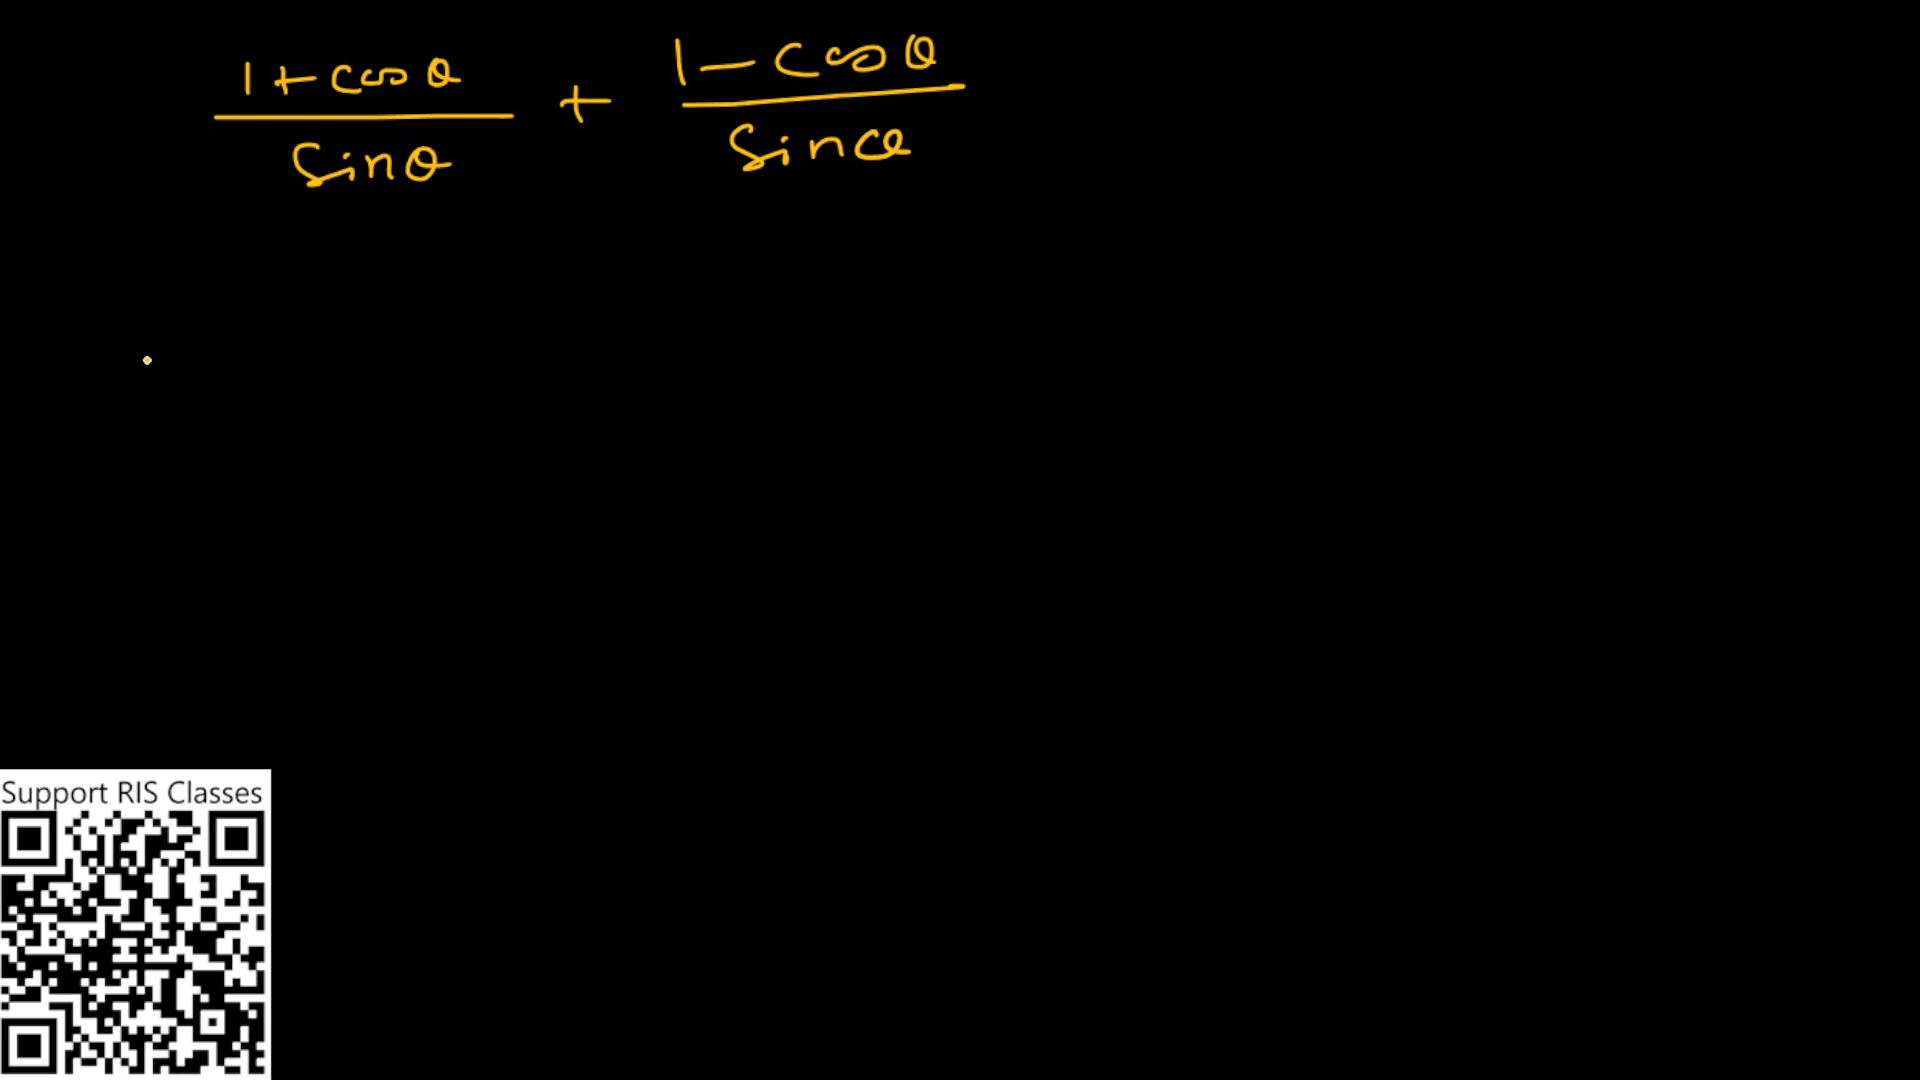 1 + cos θ / sin θ + 1 - cos θ / sin θ
Support RIS Classes